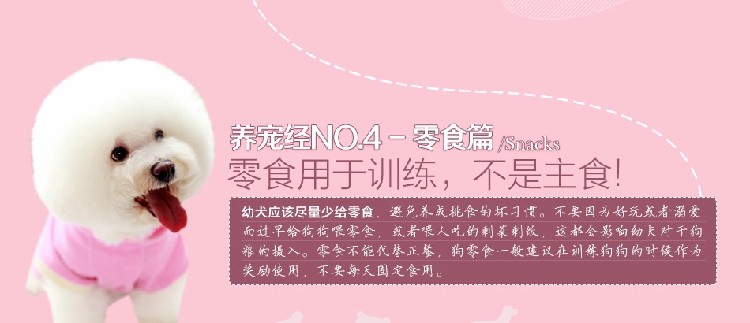 养宠经NO.4 - 零食篇 /Snacks
零食用于训练，不是主食！
幼犬应该尽量少给零食，避免养成挑食的坏习惯。不要因为好玩或者溺爱
而过早给狗狗喂零食，或者喂人吃的剩菜剩饭，这都会影响幼犬对于狗
粮的摄入。零食不能代替正餐，狗零食一般建议在训练狗狗的时候作为
奖励使用，不要每天固定食用。